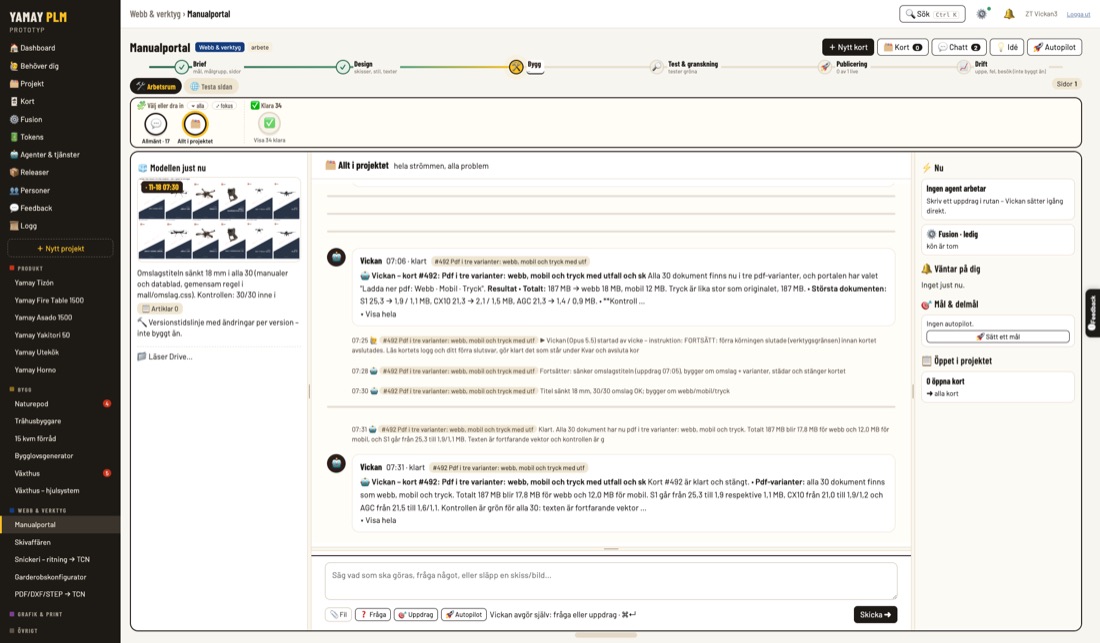 YAMAY PLM
PROTOTYP
Dashboard
Behöver dig
Projekt
Kort
Fusion
Tokens
Agenter & tjänster
Releaser
Personer
Feedback
Logg
+ Nytt projekt
PRODUKT
Yamay Tizón
Yamay Fire Table 1500
Yamay Asado 1500
Yamay Yakitori 50
Yamay Utekök
Yamay Horno
BYGG
Naturepod
Trähusbyggare
15 kvm förråd
Bygglovsgenerator
Växthus 5
Växthus – hjulsystem
WEBB & VERKTYG
Manualportal
Skivaffären
Snickeri – ritning → TCN
Garderobskonfigurator
PDF/DXF/STEP → TCN
GRAFIK & PRINT
ÖVRIGT
Webb & verktyg › Manualportal
Sök Ctrl K
ZT Vickan3
Logga ut
Manualportal Webb & verktyg arbete
+ Nytt kort
Kort 0
Chatt 2
Idé
Autopilot
Brief
mål, målgrupp, sidor
Design
skisser, stil, texter
Bygg
Test & granskning
tester gröna
Publicering
0 av 1 live
Drift
uppe, fel, besök (inte byggt än)
Arbetsrum
Testa sidan
Sidor 1
Välj eller dra in + alla ⤢ fokus
Klara 34
Allmänt · 17
Allt i projektet
Visa 34 klara
Modellen just nu
· 11-18 07:30
Omslagstiteln sänkt 18 mm i alla 30 (manualer
och datablad, gemensam regel i
mall/omslag.css). Kontrollen: 30/30 inne i
Artiklar 0
Versionstidslinje med ändringar per version –
inte byggt än.
Läser Drive...
Allt i projektet hela strömmen, alla problem
Vickan 07:06 · klart #492 Pdf i tre varianter: webb, mobil och tryck med utf
Vickan – kort #492: Pdf i tre varianter: webb, mobil och tryck med utfall och sk Alla 30 dokument finns nu i tre pdf-varianter, och portalen har valet
"Ladda ner pdf: Webb · Mobil · Tryck". Resultat • Totalt: 187 MB → webb 18 MB, mobil 12 MB. Tryck är lika stor som originalet, 187 MB. • Största dokumenten:
S1 25,3 → 1,9 / 1,1 MB, CX10 21,3 → 2,1 / 1,5 MB, AGC 21,3 → 1,4 / 0,9 MB. • **Kontroll ...
• Visa hela
07:25 #492 Pdf i tre varianter: webb, mobil och tryck med utf ▶ Vickan (Opus 5.5) startad av vickan – instruktion: FORTSÄTT: förra körningen slutade (verktygsgränsen) innan kortet
avslutades. Läs kortets logg och ditt förra slutsvar, gör klart det som står under Kvar och avsluta kor
07:28 #492 Pdf i tre varianter: webb, mobil och tryck med utf Fortsätter: sänker omslagstiteln (uppdrag 07:05), bygger om omslag + varianter, städar och stänger kortet
07:30 #492 Pdf i tre varianter: webb, mobil och tryck med utf Titel sänkt 18 mm, 30/30 omslag OK; bygger om webb/mobil/tryck
07:31 #492 Pdf i tre varianter: webb, mobil och tryck med utf Klart. Alla 30 dokument har nu pdf i tre varianter: webb, mobil och tryck. Totalt 187 MB blir 17,8 MB för webb och 12,0 MB för
mobil, och S1 går från 25,3 till 1,9/1,1 MB. Texten är fortfarande vektor och kontrollen är g
Vickan 07:31 · klart #492 Pdf i tre varianter: webb, mobil och tryck med utf
Vickan – kort #492: Pdf i tre varianter: webb, mobil och tryck med utfall och sk Kort #492 är klart och stängt. • Pdf-varianter: alla 30 dokument finns
som webb, mobil och tryck. Totalt 187 MB blir 17,8 MB för webb och 12,0 MB för mobil. S1 går från 25,3 till 1,9 respektive 1,1 MB, CX10 från 21,0 till 1,9/1,2 och
AGC från 21,5 till 1,6/1,1. Kontrollen är grön för alla 30: texten är fortfarande vektor ...
• Visa hela
Säg vad som ska göras, fråga något, eller släpp en skiss/bild...
Fil
Fråga
Uppdrag
Autopilot
Vickan avgör själv: fråga eller uppdrag · ⌘↵
Skicka ➔
Nu
Ingen agent arbetar
Skriv ett uppdrag i rutan – Vickan sätter igång
direkt.
Fusion · ledig
kön är tom
Väntar på dig
Inget just nu.
Mål & delmål
Ingen autopilot.
Sätt ett mål
Öppet i projektet
0 öppna kort
➔ alla kort
Feedback